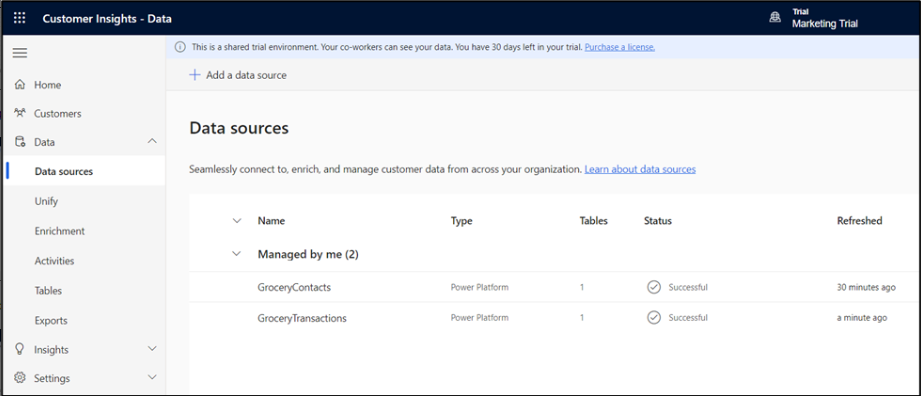 Customer Insights - Data
Trial
Marketing Trial
This is a shared trial environment. Your co-workers can see your data. You have 30 days left in your trial. Purchase a license.
Home
Customers
Data
Data sources
Unify
Enrichment
Activities
Tables
Exports
Insights
Settings
Add a data source
Data sources
Seamlessly connect to, enrich, and manage customer data from across your organization. Learn about data sources
Name Type Tables Status Refreshed
Managed by me (2)
GroceryContacts Power Platform 1 Successful 30 minutes ago
GroceryTransactions Power Platform 1 Successful a minute ago